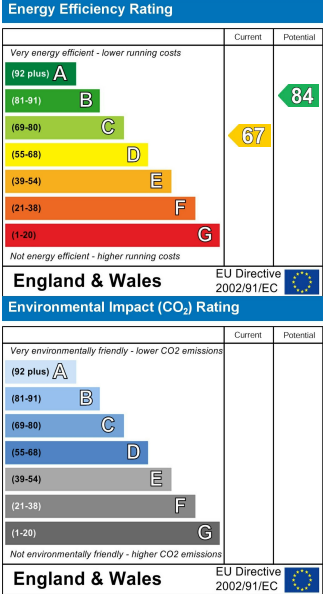 Energy Efficiency Rating
Current Potential
Very energy efficient - lower running costs
(92 plus) A
(81-91) B
(69-80) C
(55-68) D
(39-54) E
(21-38) F
(1-20) G
67
84
Not energy efficient - higher running costs
England & Wales
EU Directive
2002/91/EC
Environmental Impact (CO₂) Rating
Current Potential
Very environmentally friendly - lower CO2 emissions
(92 plus) A
(81-91) B
(69-80) C
(55-68) D
(39-54) E
(21-38) F
(1-20) G
Not environmentally friendly - higher CO2 emissions
England & Wales
EU Directive
2002/91/EC